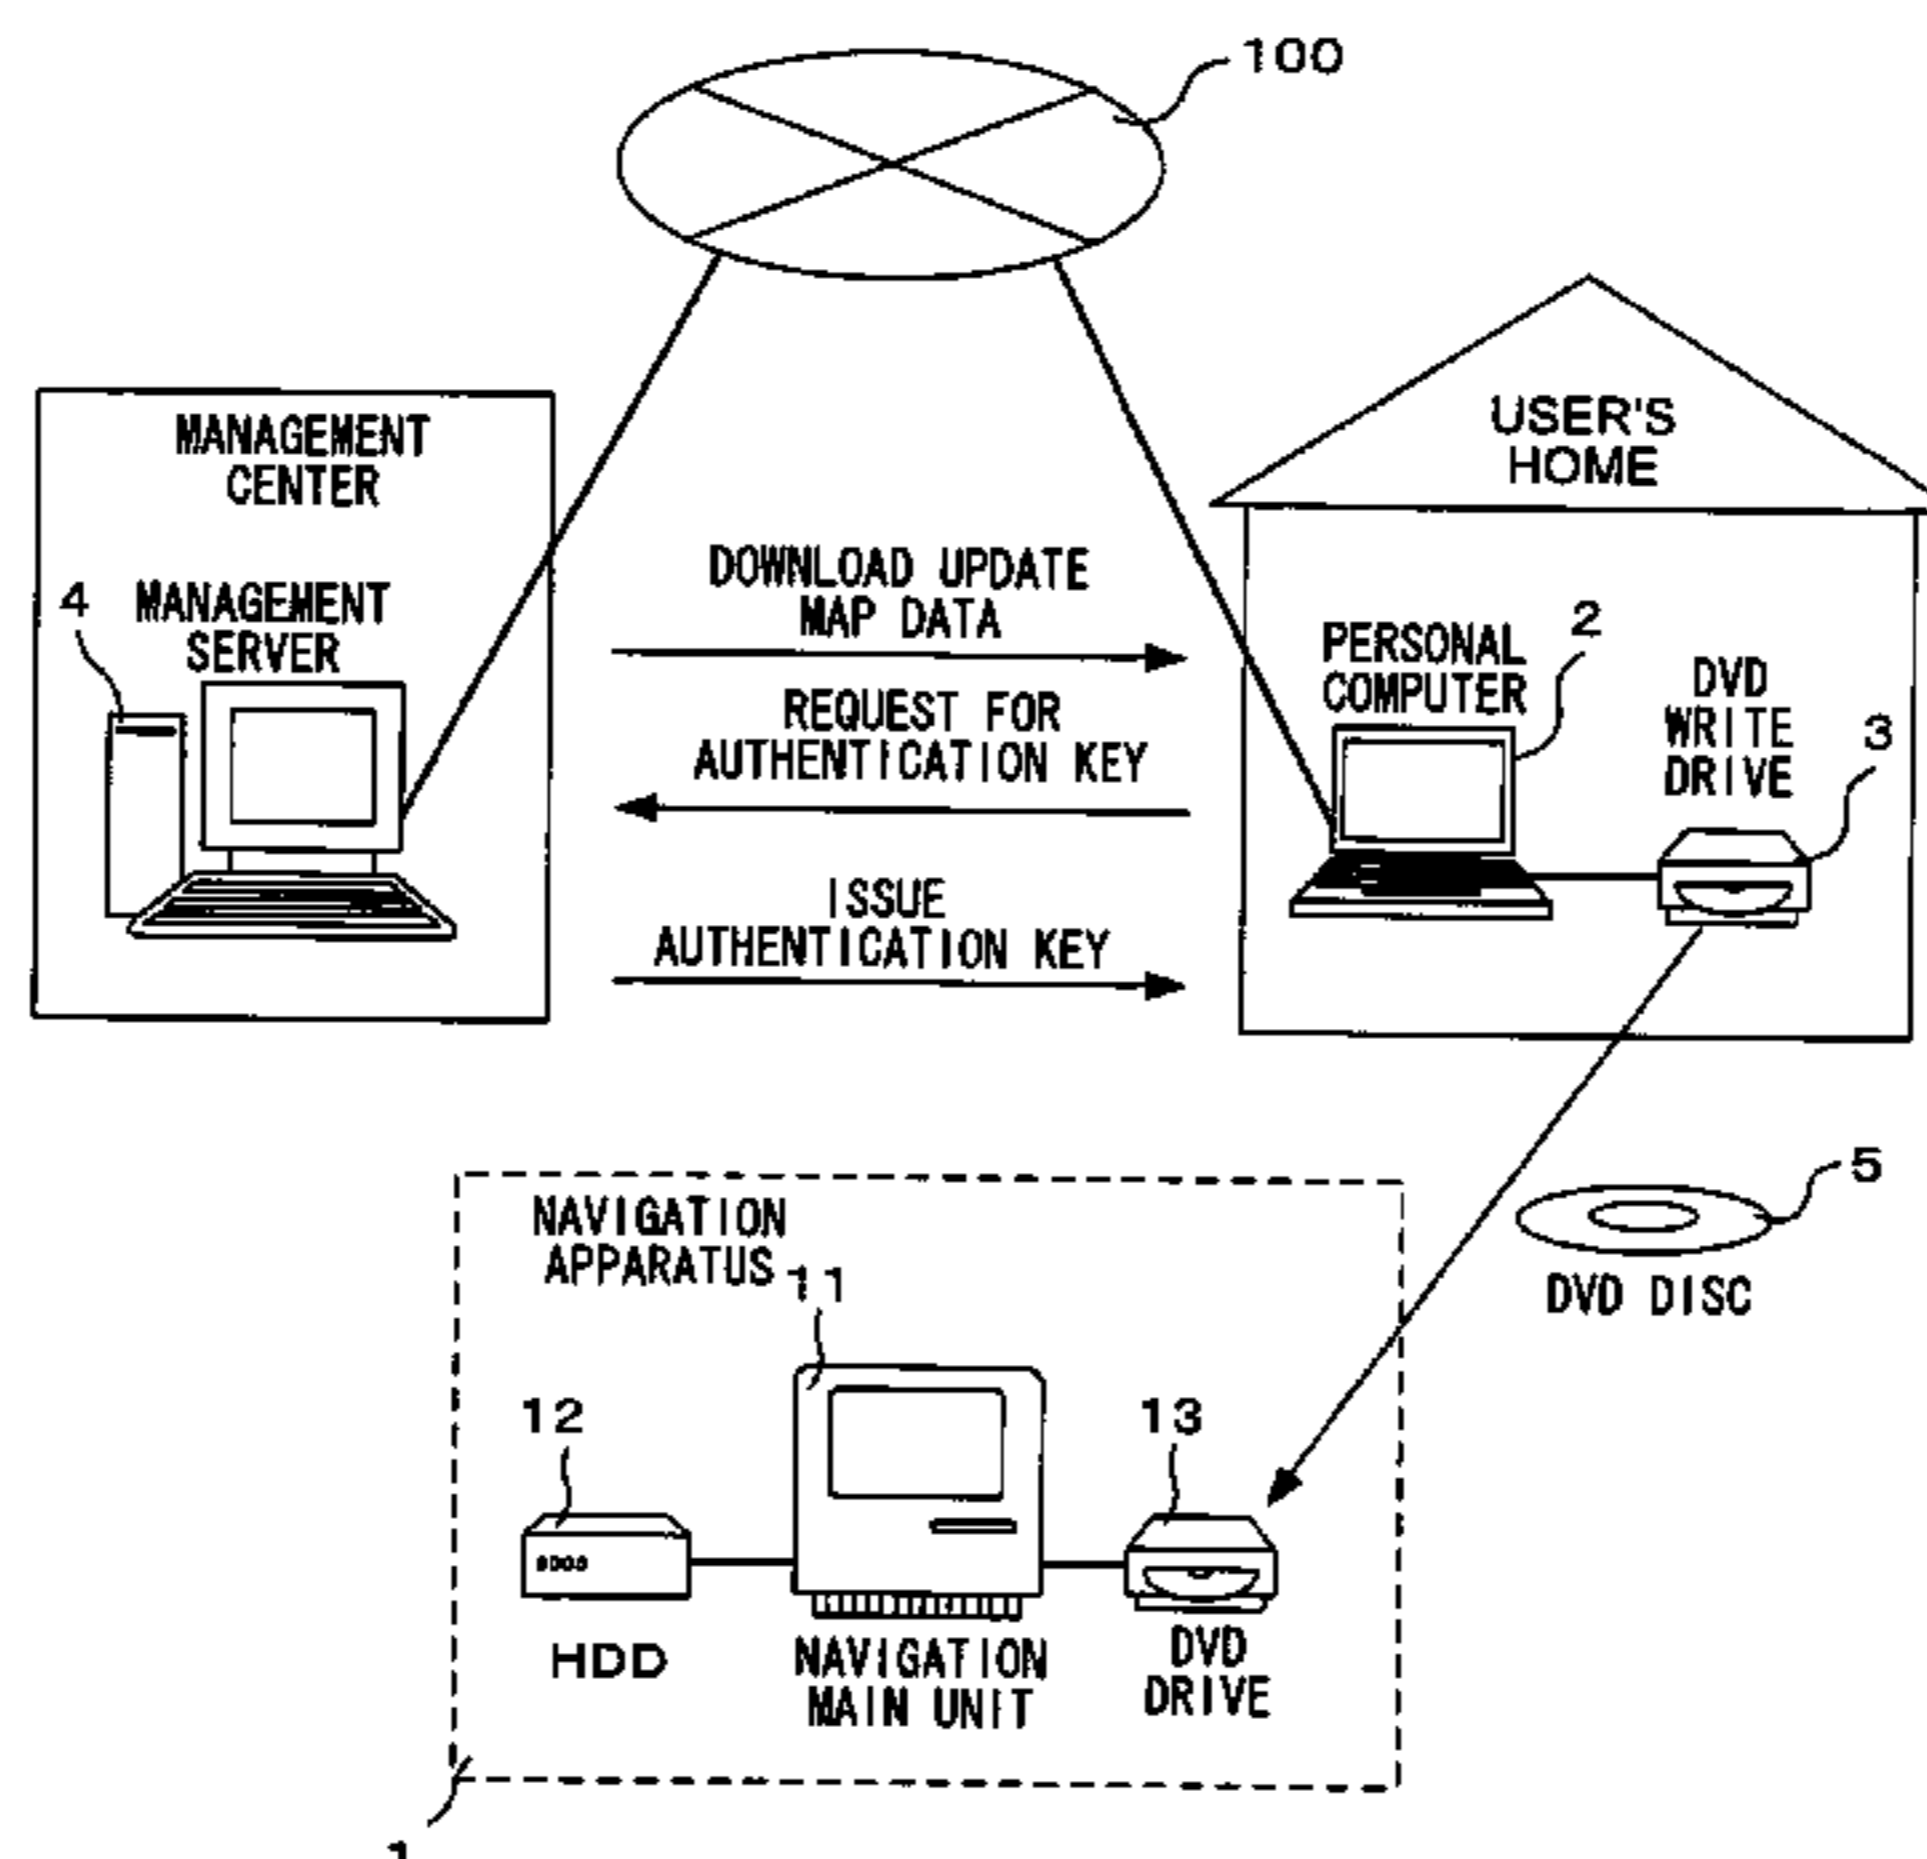 100
MANAGEMENT
CENTER
USER'S
HOME
4
MANAGEMENT
SERVER
DOWNLOAD UPDATE
MAP DATA
REQUEST FOR
AUTHENTICATION KEY
ISSUE
AUTHENTICATION KEY
PERSONAL
COMPUTER
2
DVD
WRITE
DRIVE
3
5
DVD DISC
NAVIGATION
APPARATUS
11
12
13
HDD
NAVIGATION
MAIN UNIT
DVD
DRIVE
1